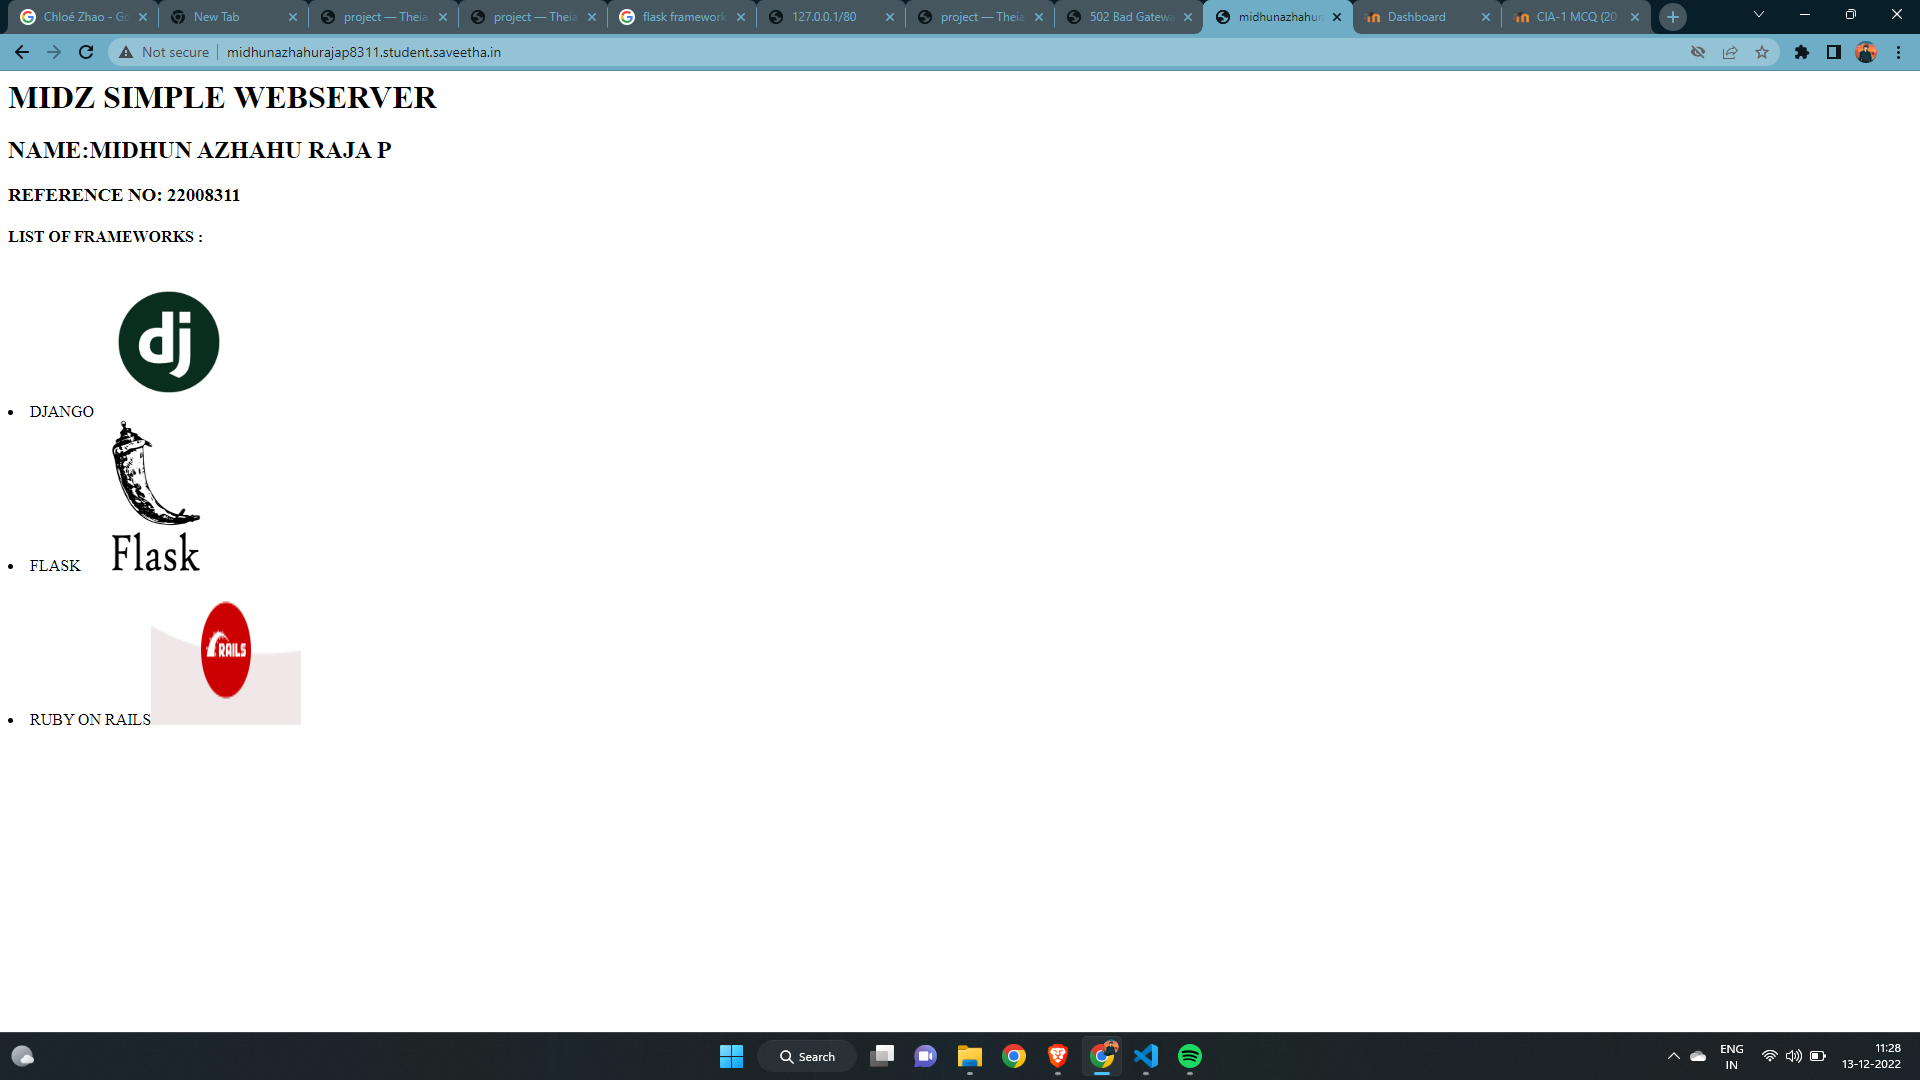 Chloé Zhao - Go
New Tab
project — Theia
project — Theia
flask framework
127.0.0.1/80
project — Theia
502 Bad Gatewa
midhunazhahur
Dashboard
CIA-1 MCQ (20
Not secure
midhunazhahurajap8311.student.saveetha.in
MIDZ SIMPLE WEBSERVER
NAME:MIDHUN AZHAHU RAJA P
REFERENCE NO: 22008311
LIST OF FRAMEWORKS :
dj
DJANGO
Flask
FLASK
RAILS
RUBY ON RAILS
Search
ENG
IN
11:28
13-12-2022